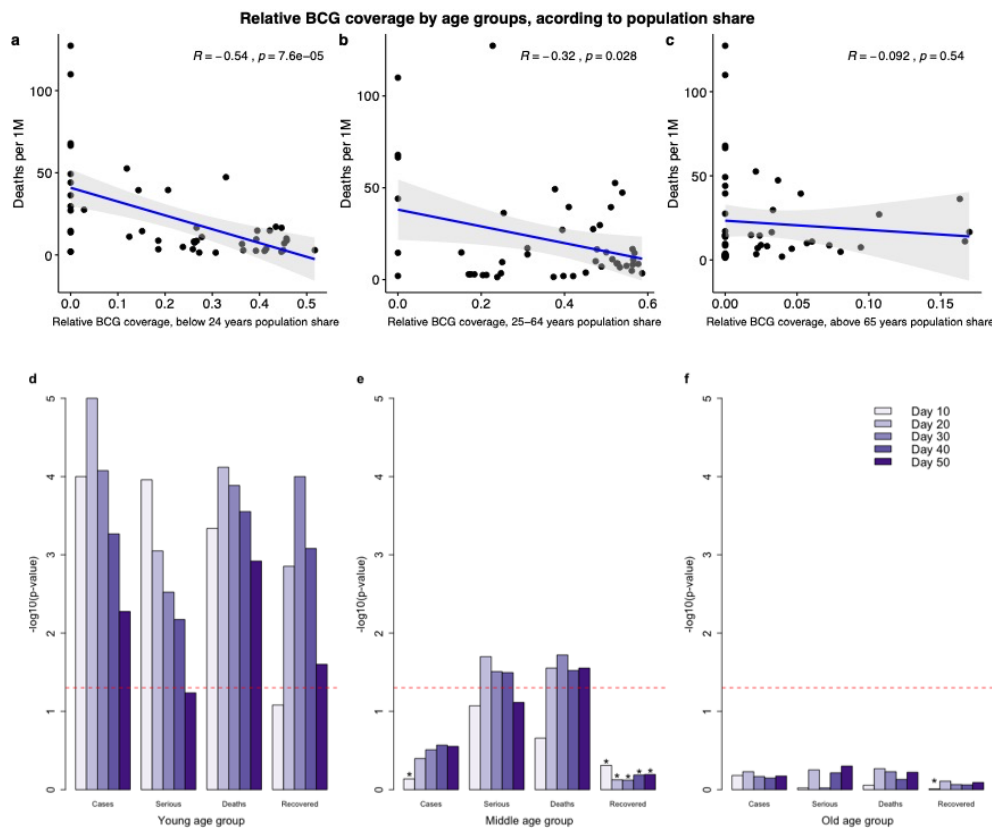 Relative BCG coverage by age groups, acording to population share
a
b
c
R = −0.54 , p = 7.6e−05
R = −0.32 , p = 0.028
R = −0.092 , p = 0.54
Deaths per 1M
100
50
0
0.0 0.1 0.2 0.3 0.4 0.5
Relative BCG coverage, below 24 years population share
Deaths per 1M
100
50
0
0.0 0.2 0.4 0.6
Relative BCG coverage, 25−64 years population share
Deaths per 1M
100
50
0
0.00 0.05 0.10 0.15
Relative BCG coverage, above 65 years population share
d
-log10(p-value)
5
4
3
2
1
0
Cases Serious Deaths Recovered
Young age group
e
-log10(p-value)
5
4
3
2
1
0
* * * * * *
Cases Serious Deaths Recovered
Middle age group
f
-log10(p-value)
5
4
3
2
1
0
Day 10
Day 20
Day 30
Day 40
Day 50
*
Cases Serious Deaths Recovered
Old age group